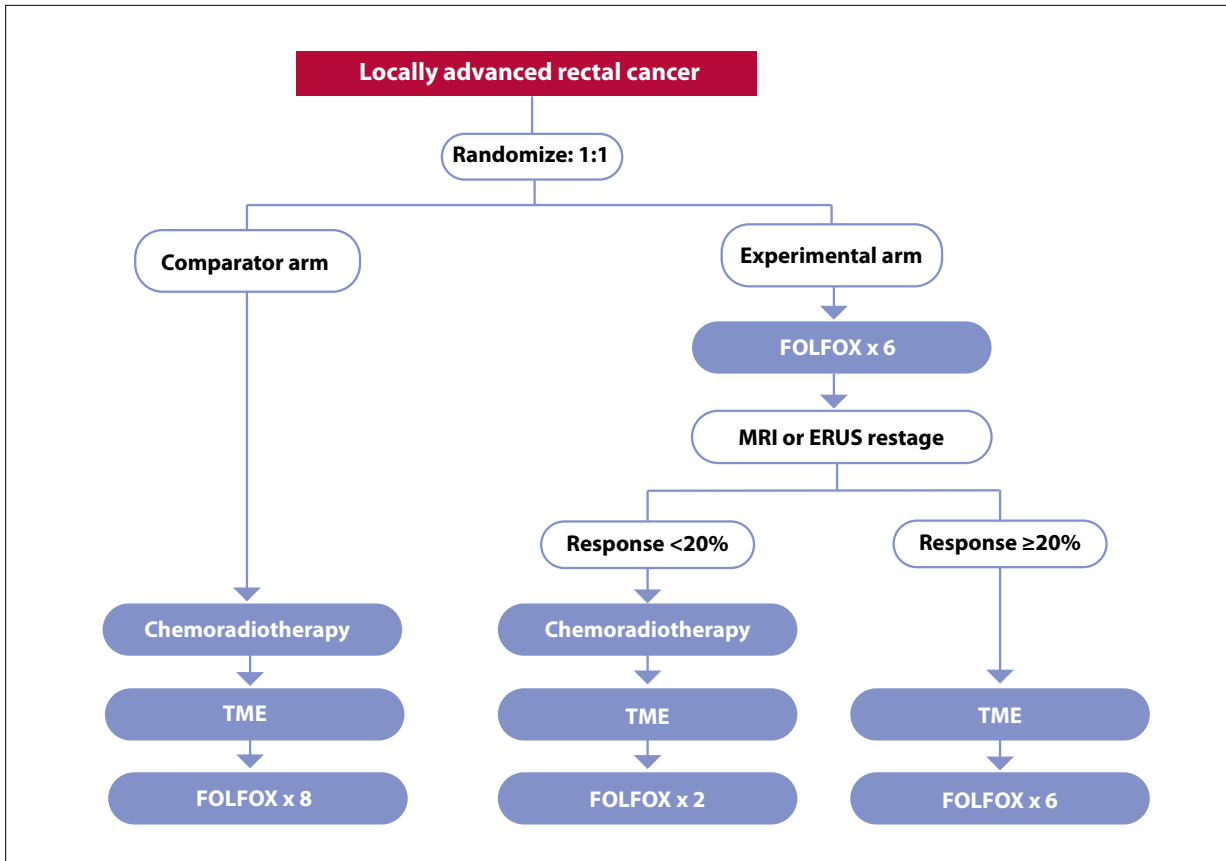 Locally advanced rectal cancer
Randomize: 1:1
Comparator arm
Experimental arm
FOLFOX x 6
MRI or ERUS restage
Response <20%
Response ≥20%
Chemoradiotherapy
Chemoradiotherapy
TME
TME
TME
FOLFOX x 8
FOLFOX x 2
FOLFOX x 6